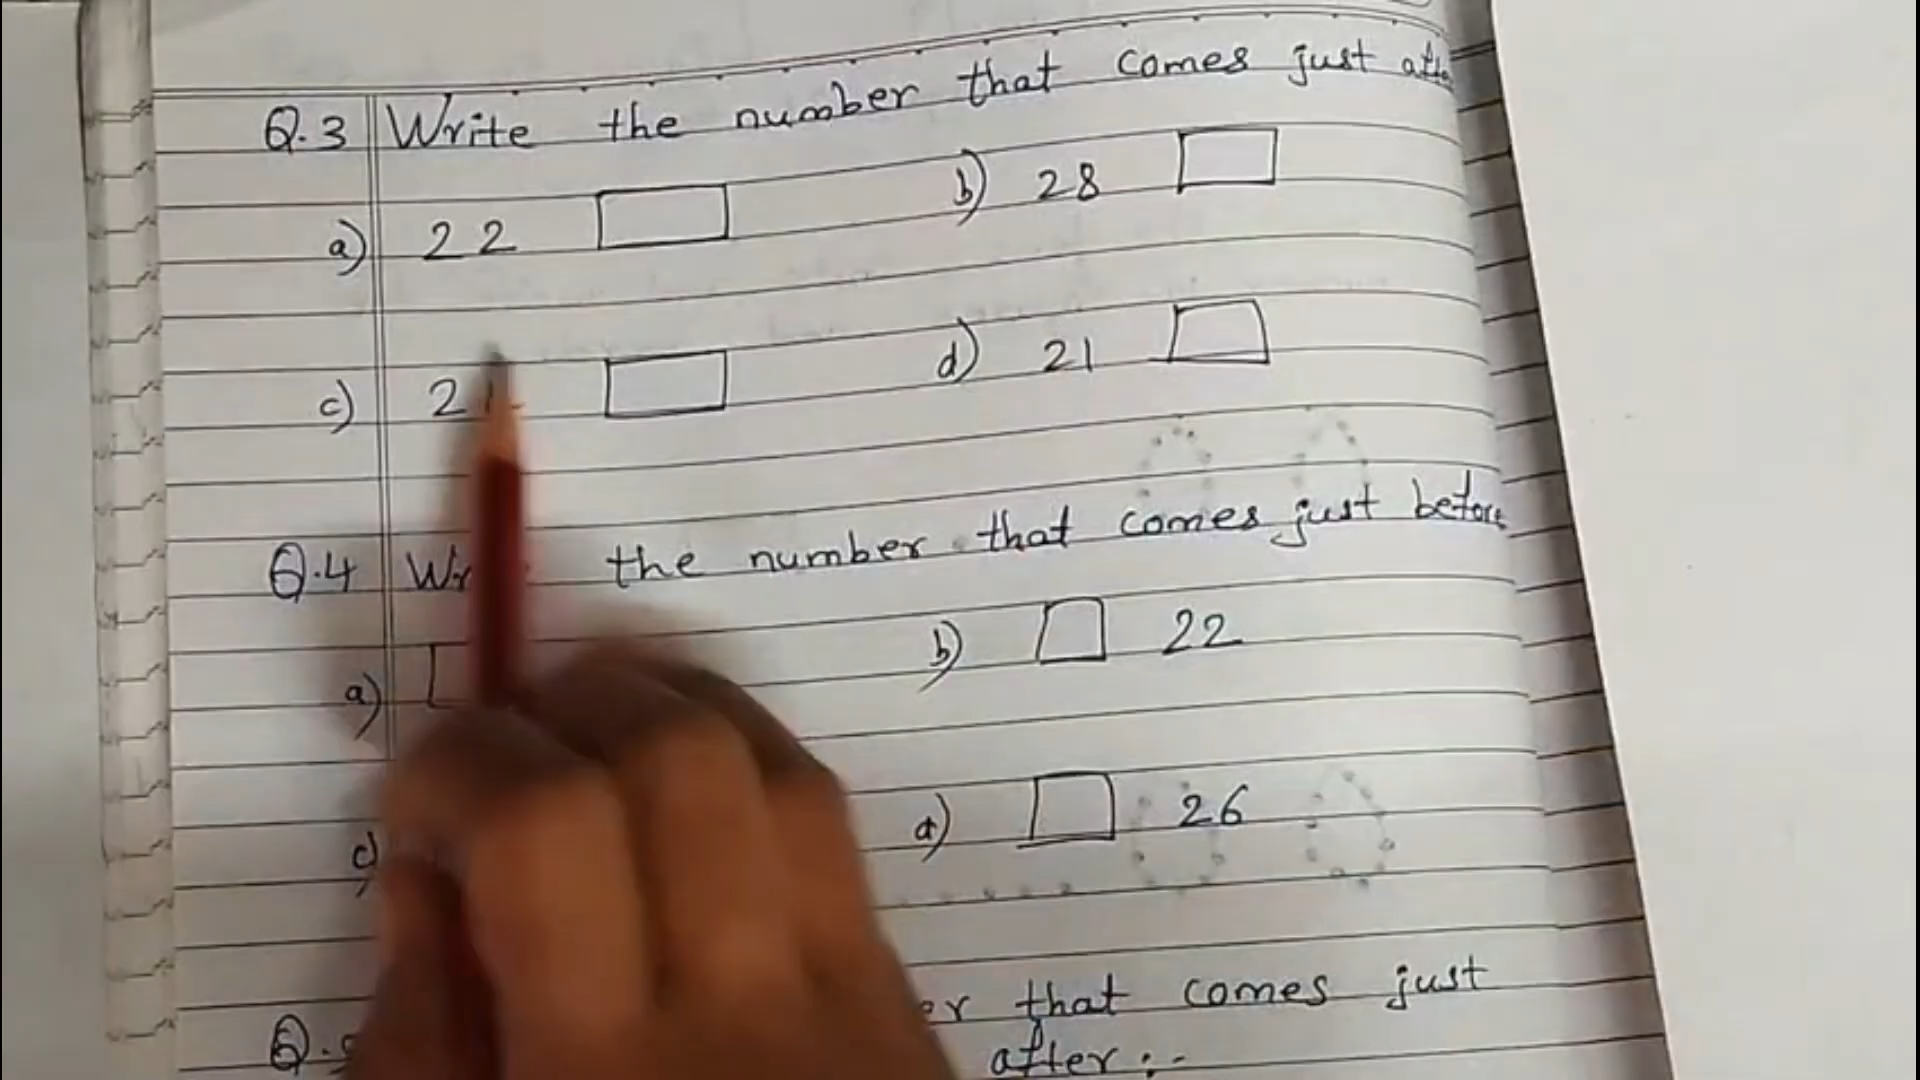 Q.3 Write the number that comes just after
a) 22 b) 28
c) d) 21
Q.4 the number that comes just before
a) b) 22
c) d) 26
that comes just
after :-